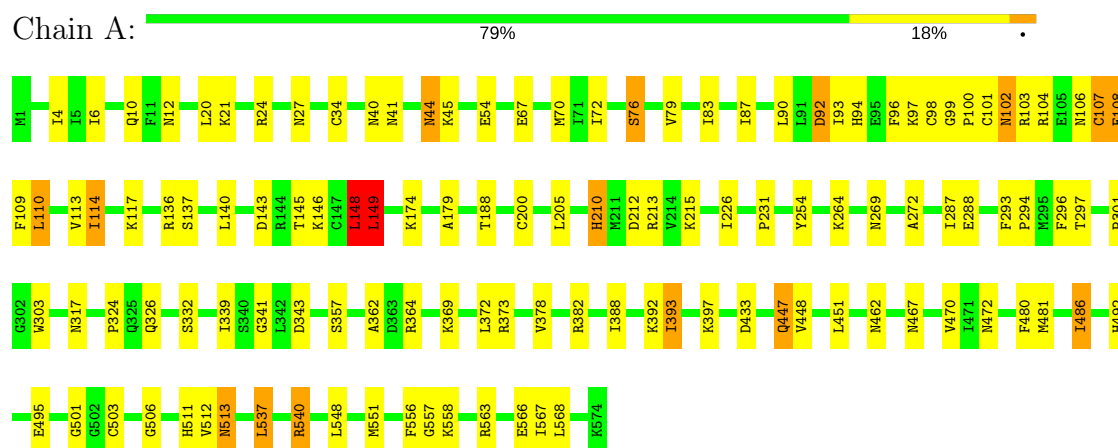 Chain A:
79% 18% •
M1 I4 I5 I6 Q10 F11 N12 L20 K21 R24 N27 C34 N40 N41 N44 K45 E54 E67 M70 I71 I72 S76 V79 I83 I87 L90 L91 D92 I93 H94 E95 F96 K97 C98 G99 P100 C101 N102 R103 R104 E105 N106 C107
F109 L110 V113 I114 K117 R136 S137 L140 D143 R144 T145 K146 C147 L148 L149 K174 A179 T188 C200 L205 H210 M211 D212 R213 V214 K215 I226 P231 Y254 K264 N269 A272 I287 E288 F293 P294 M295 F296 T297
G302 W303 N317 P324 Q325 Q326 S332 I339 S340 G341 L342 D343 S357 A362 D363 R364 K369 L372 R373 V378 R382 I388 K392 I393 K397 D433 Q447 V448 L451 N462 N467 V470 I471 N472 F480 M481 I486
E495 G501 G502 C503 G506 H511 V512 N513 L537 R540 L548 M551 F556 G557 K558 R563 E566 I567 L568 K574